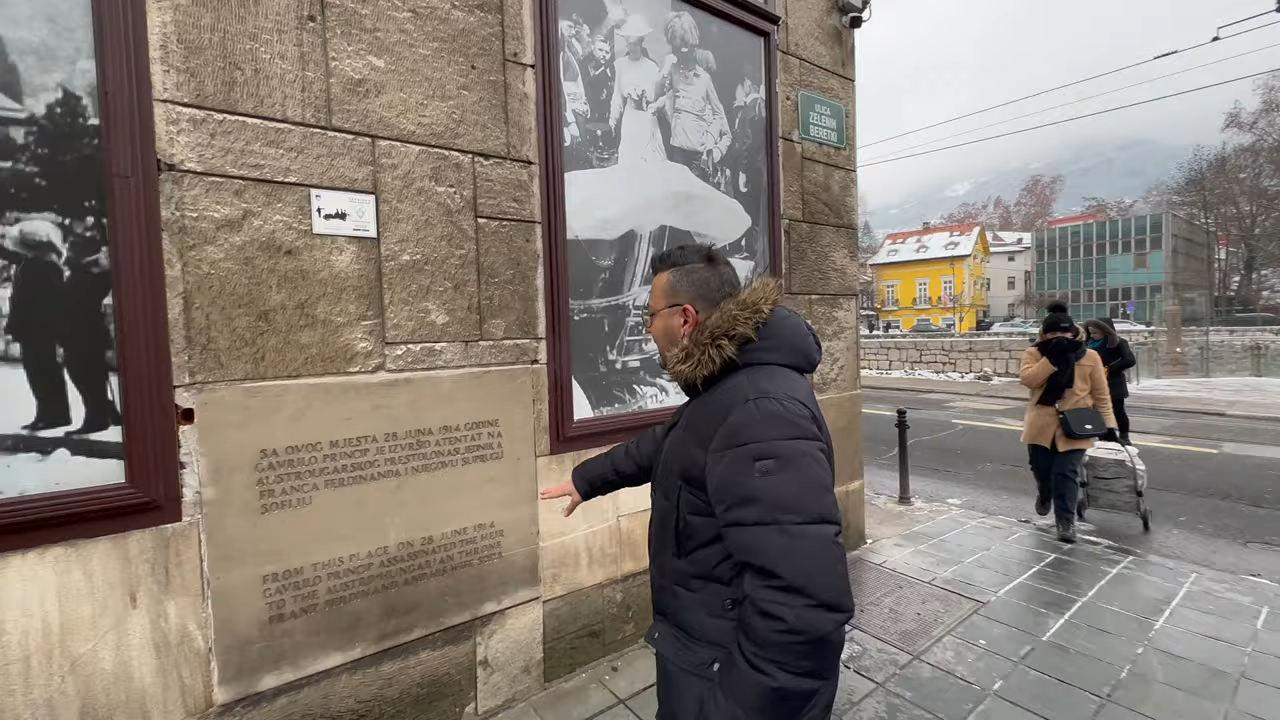 ULICA
ZELENIH
BERETKI
SA OVOG MJESTA 28. JUNA 1914. GODINE
GAVRILO PRINCIP JE IZVRŠIO ATENTAT NA
AUSTROUGARSKOG PRESTOLONASLJEDNIKA
FRANCA FERDINANDA I NJEGOVU SUPRUGU
SOFIJU
FROM THIS PLACE ON 28 JUNE 1914
GAVRILO PRINCIP ASSASSINATED THE HEIR
TO THE AUSTRO-HUNGARIAN THRONE
FRANZ FERDINAND AND HIS WIFE SOFIA